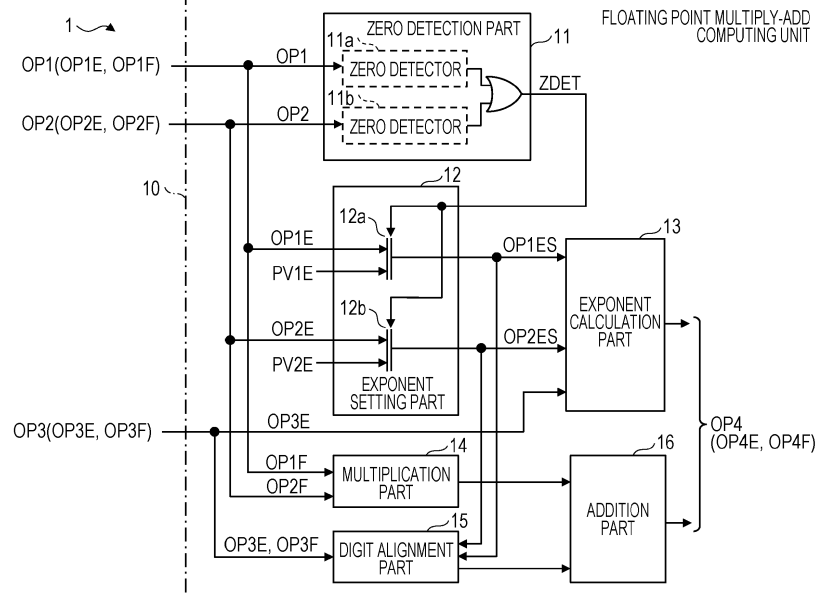 FLOATING POINT MULTIPLY-ADD
COMPUTING UNIT
1
ZERO DETECTION PART
11
OP1(OP1E, OP1F)
OP1
11a
ZERO DETECTOR
ZDET
OP2(OP2E, OP2F)
OP2
11b
ZERO DETECTOR
10
12
12a
OP1E
PV1E
OP1ES
13
12b
OP2E
PV2E
OP2ES
EXPONENT
CALCULATION
PART
EXPONENT
SETTING PART
OP3(OP3E, OP3F)
OP3E
OP4
(OP4E, OP4F)
OP1F
OP2F
14
MULTIPLICATION
PART
16
ADDITION
PART
15
OP3E, OP3F
DIGIT ALIGNMENT
PART